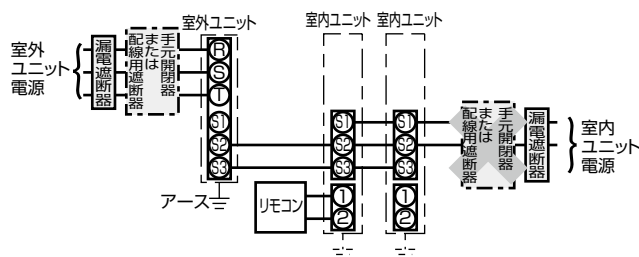 室外ユニット
室内ユニット
室内ユニット
室外
ユニット
電源
漏電遮断器
手元開閉器
または
配線用遮断器
R
S
T
S1
S2
S3
アース
S1
S2
S3
1
2
リモコン
S1
S2
S3
1
2
手元開閉器
または
配線用遮断器
漏電遮断器
室内
ユニット
電源